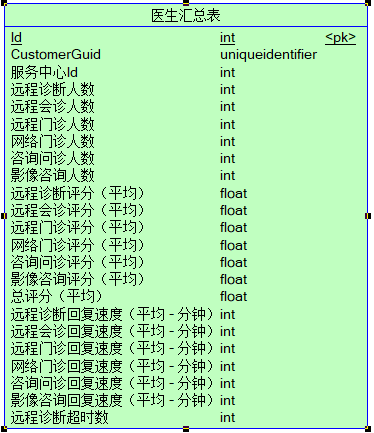 医生汇总表
Id int <pk>
CustomerGuid uniqueidentifier
服务中心Id int
远程诊断人数 int
远程会诊人数 int
远程门诊人数 int
网络门诊人数 int
咨询问诊人数 int
影像咨询人数 int
远程诊断评分（平均） float
远程会诊评分（平均） float
远程门诊评分（平均） float
网络门诊评分（平均） float
咨询问诊评分（平均） float
影像咨询评分（平均） float
总评分（平均） float
远程诊断回复速度（平均－分钟） int
远程会诊回复速度（平均－分钟） int
远程门诊回复速度（平均－分钟） int
网络门诊回复速度（平均－分钟） int
咨询问诊回复速度（平均－分钟） int
影像咨询回复速度（平均－分钟） int
远程诊断超时数 int